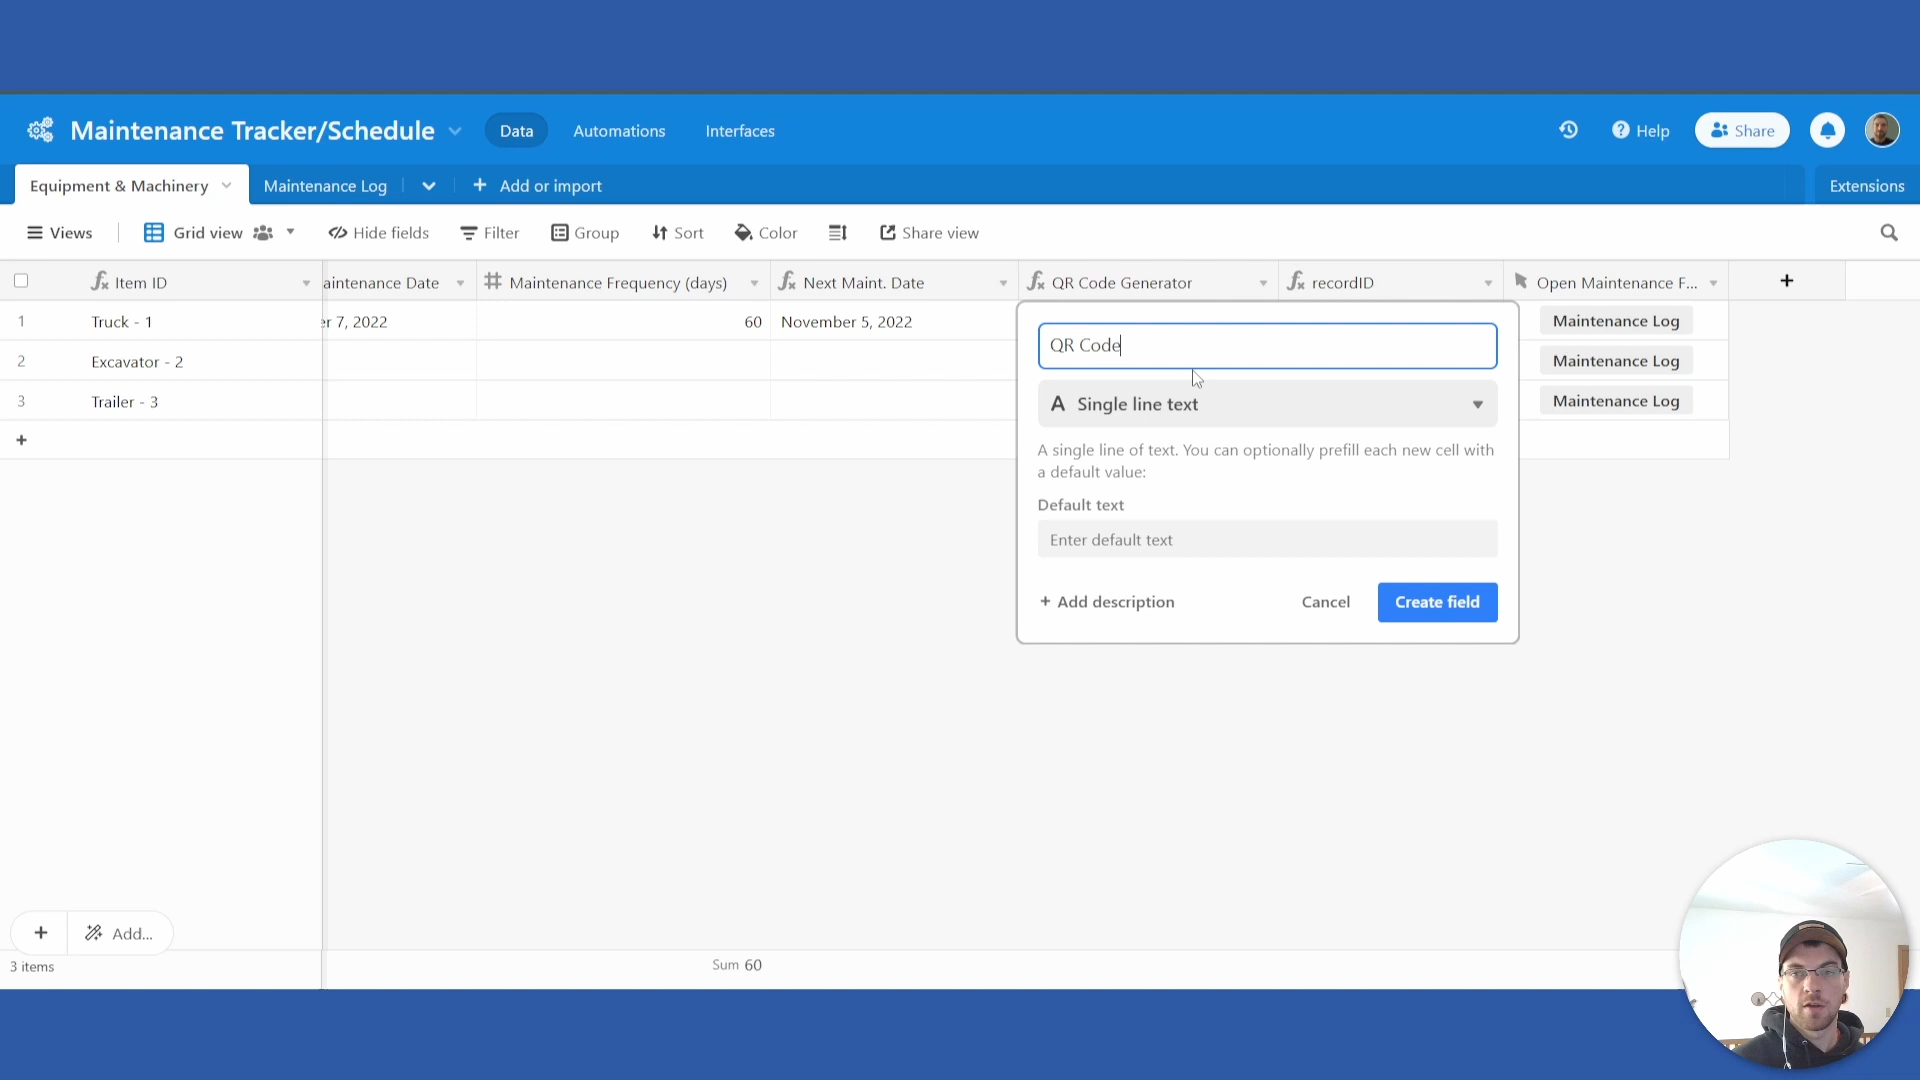 Maintenance Tracker/Schedule
Data
Automations
Interfaces
Help
Share
Equipment & Machinery
Maintenance Log
Add or import
Extensions
Views
Grid view
Hide fields
Filter
Group
Sort
Color
Share view
Item ID
aintenance Date
Maintenance Frequency (days)
Next Maint. Date
QR Code Generator
recordID
Open Maintenance F...
1
Truck - 1
er 7, 2022
60
November 5, 2022
Maintenance Log
2
Excavator - 2
Maintenance Log
3
Trailer - 3
Maintenance Log
QR Code
A Single line text
A single line of text. You can optionally prefill each new cell with
a default value:
Default text
Enter default text
+ Add description
Cancel
Create field
+
Add...
3 items
Sum 60